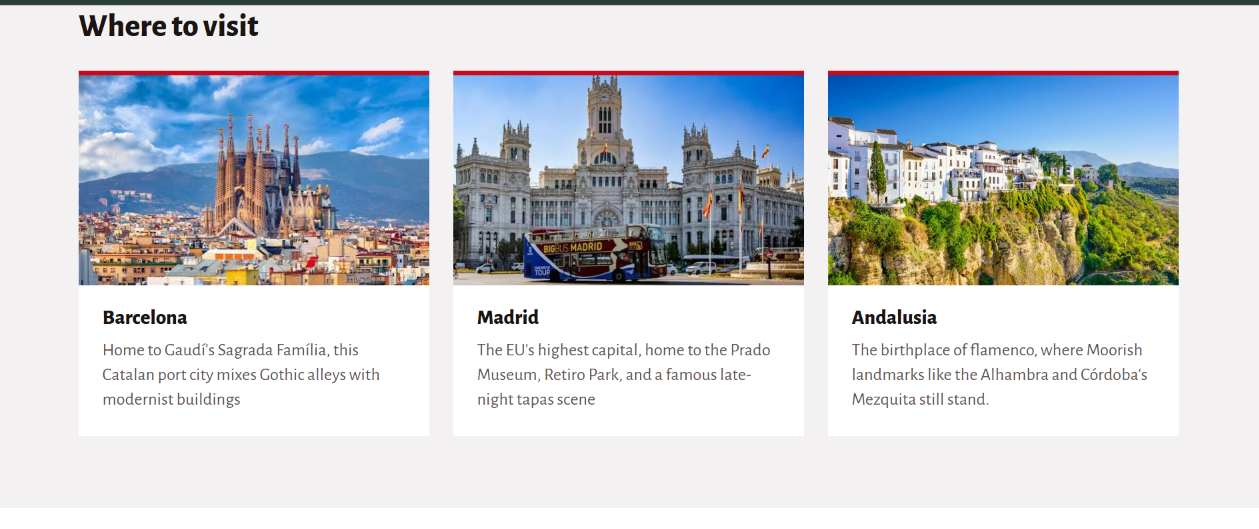 Where to visit
BIGBUS MADRID
TOUR
Barcelona
Home to Gaudí's Sagrada Família, this
Catalan port city mixes Gothic alleys with
modernist buildings
Madrid
The EU's highest capital, home to the Prado
Museum, Retiro Park, and a famous late-
night tapas scene
Andalusia
The birthplace of flamenco, where Moorish
landmarks like the Alhambra and Córdoba's
Mezquita still stand.